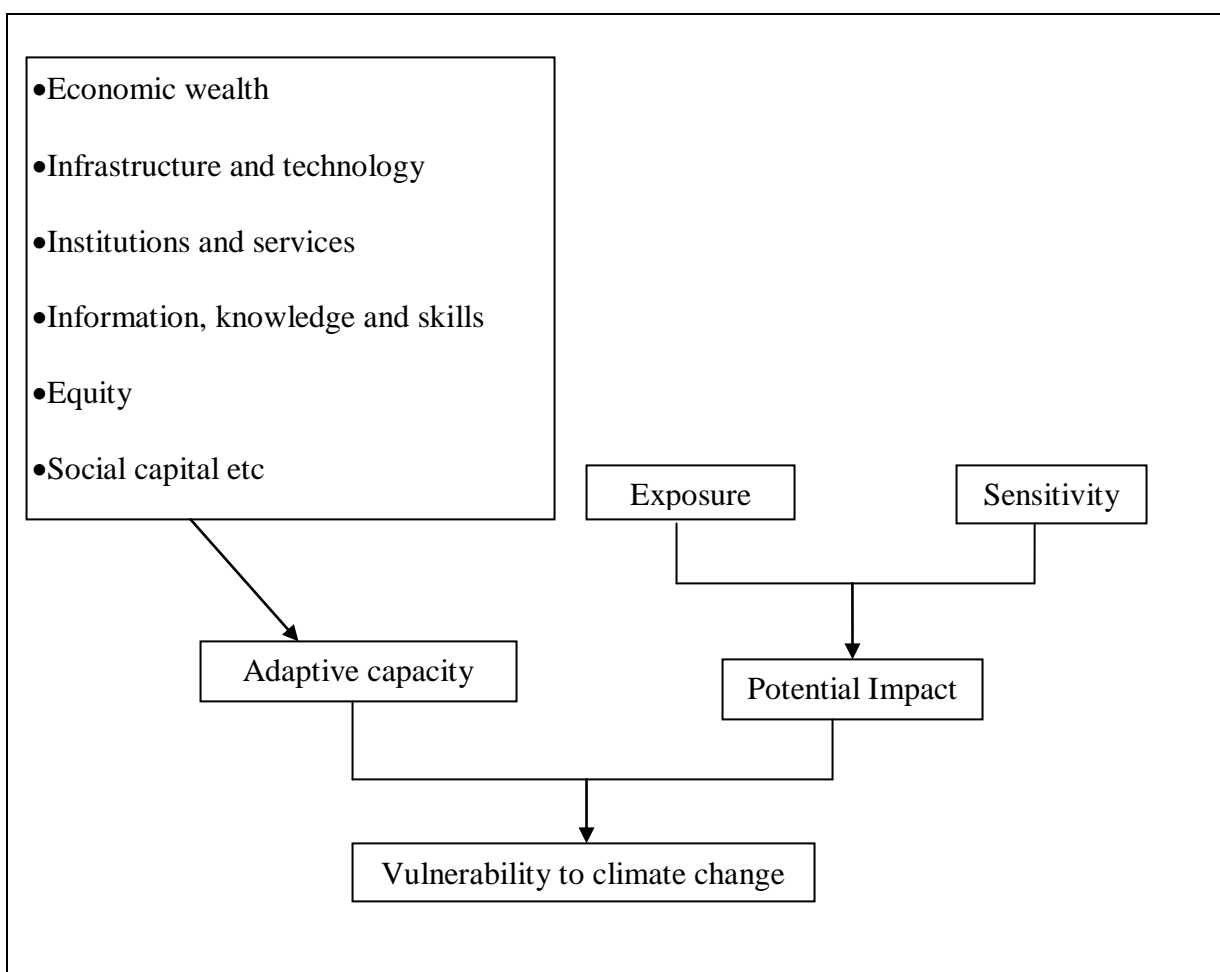 •Economic wealth
•Infrastructure and technology
•Institutions and services
•Information, knowledge and skills
•Equity
•Social capital etc
Exposure
Sensitivity
Adaptive capacity
Potential Impact
Vulnerability to climate change